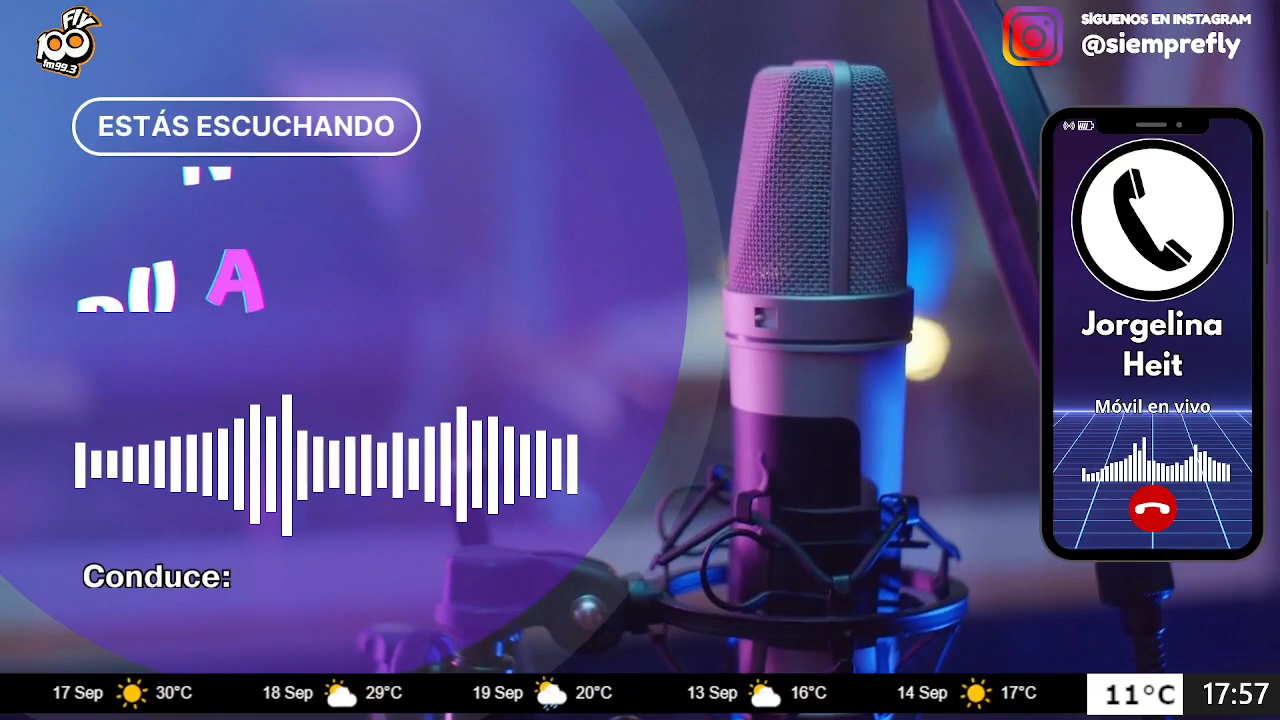 FLY
100
fm99.3
SÍGUENOS EN INSTAGRAM
@siemprefly
ESTÁS ESCUCHANDO
A
Jorgelina
Heit
Móvil en vivo
Conduce:
17 Sep 30°C 18 Sep 29°C 19 Sep 20°C 13 Sep 16°C 14 Sep 17°C 11°C 17:57